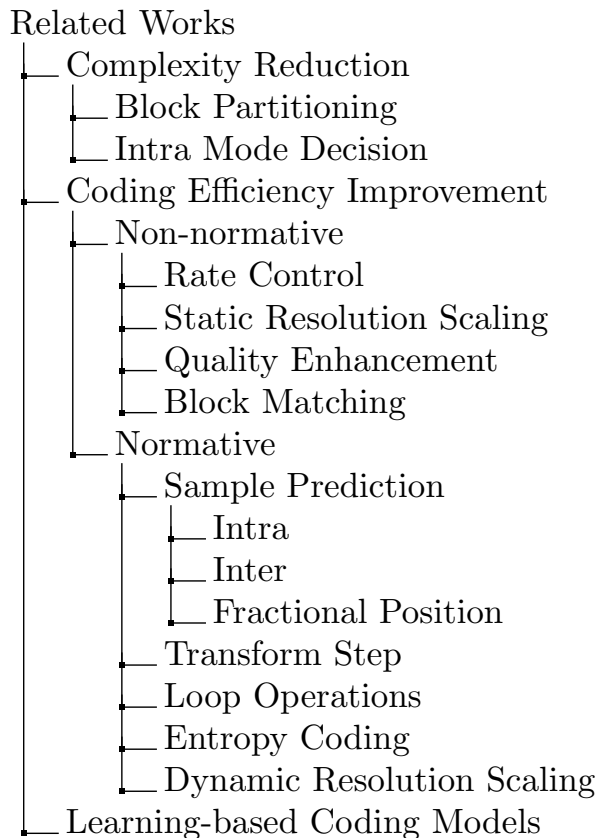 Related Works
Complexity Reduction
Block Partitioning
Intra Mode Decision
Coding Efficiency Improvement
Non-normative
Rate Control
Static Resolution Scaling
Quality Enhancement
Block Matching
Normative
Sample Prediction
Intra
Inter
Fractional Position
Transform Step
Loop Operations
Entropy Coding
Dynamic Resolution Scaling
Learning-based Coding Models